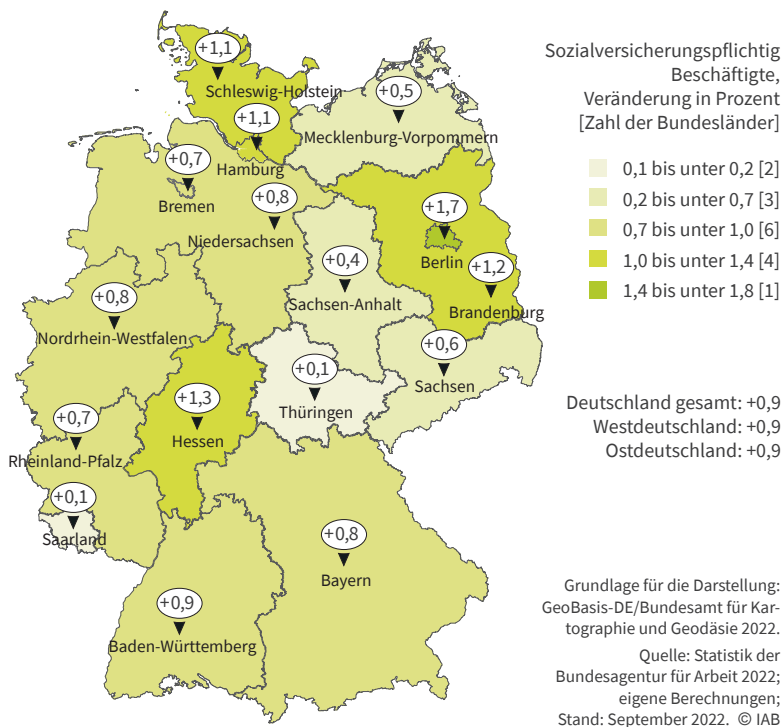 +1,1
Schleswig-Holstein
+1,1
Hamburg
+0,5
Mecklenburg-Vorpommern
+0,7
Bremen
+0,8
Niedersachsen
+1,7
Berlin
+1,2
Brandenburg
+0,4
Sachsen-Anhalt
+0,8
Nordrhein-Westfalen
+0,6
Sachsen
+0,1
Thüringen
+1,3
Hessen
+0,7
Rheinland-Pfalz
+0,1
Saarland
+0,8
Bayern
+0,9
Baden-Württemberg
Sozialversicherungspflichtig
Beschäftigte,
Veränderung in Prozent
[Zahl der Bundesländer]
0,1 bis unter 0,2 [2]
0,2 bis unter 0,7 [3]
0,7 bis unter 1,0 [6]
1,0 bis unter 1,4 [4]
1,4 bis unter 1,8 [1]
Deutschland gesamt: +0,9
Westdeutschland: +0,9
Ostdeutschland: +0,9
Grundlage für die Darstellung:
GeoBasis-DE/Bundesamt für Kar-
tographie und Geodäsie 2022.
Quelle: Statistik der
Bundesagentur für Arbeit 2022;
eigene Berechnungen;
Stand: September 2022. © IAB